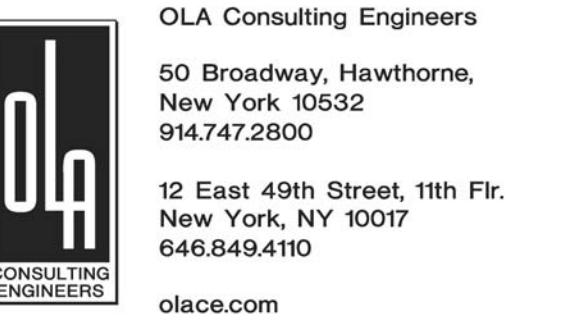 OLA
CONSULTING
ENGINEERS
OLA Consulting Engineers
50 Broadway, Hawthorne,
New York 10532
914.747.2800
12 East 49th Street, 11th Flr.
New York, NY 10017
646.849.4110
olace.com